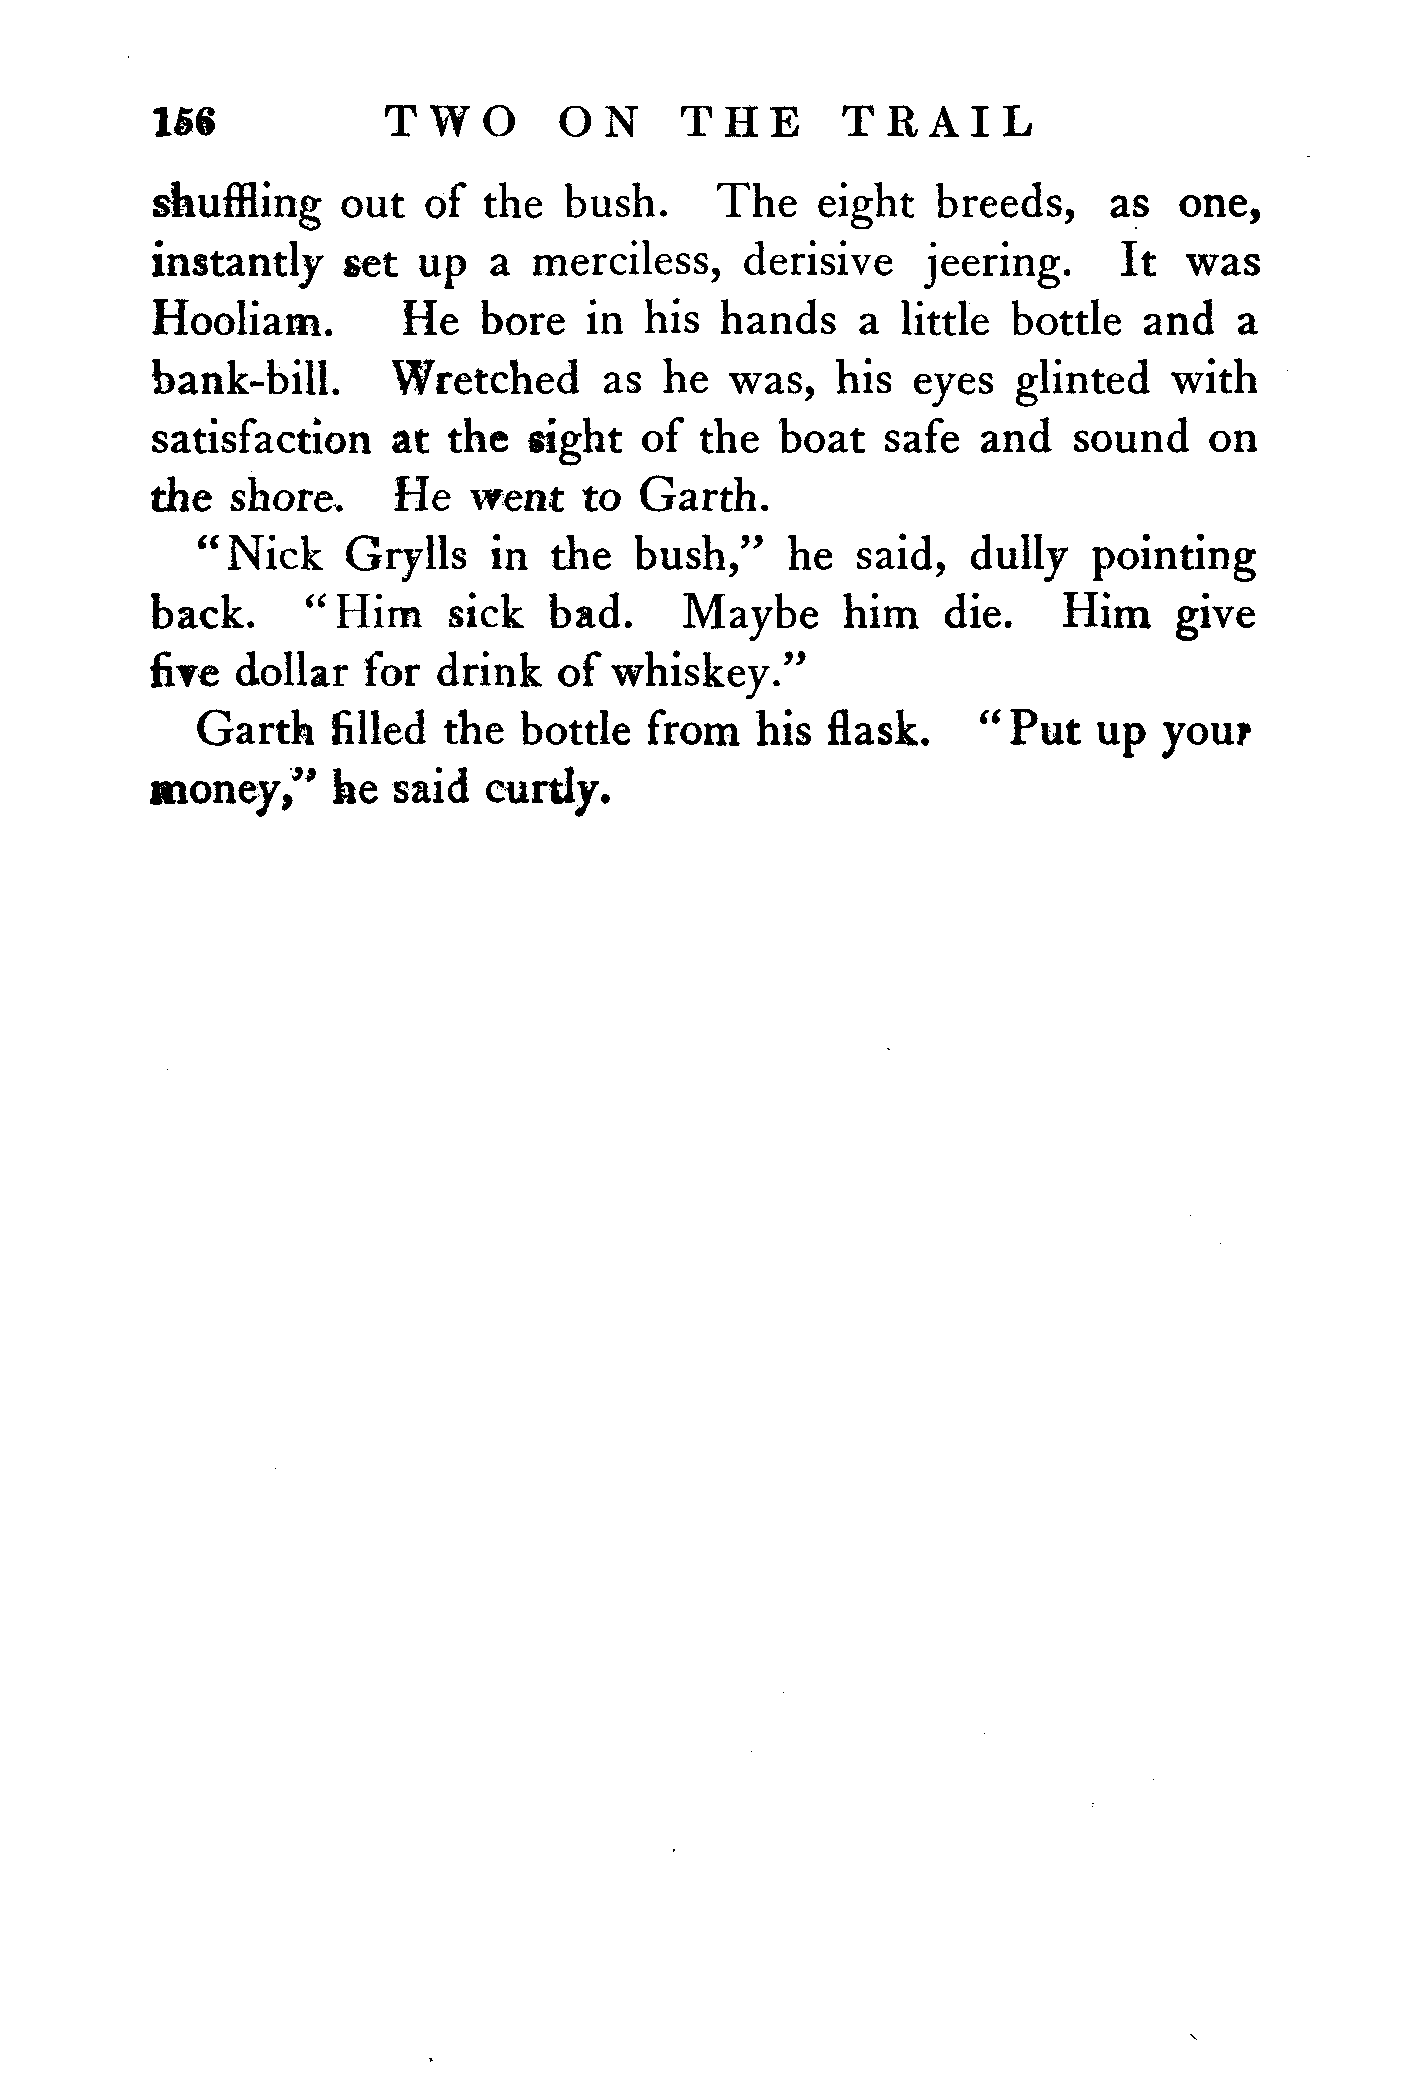 156 TWO ON THE TRAIL
shuffling out of the bush. The eight breeds, as one,
instantly set up a merciless, derisive jeering. It was
Hooliam. He bore in his hands a little bottle and a
bank-bill. Wretched as he was, his eyes glinted with
satisfaction at the sight of the boat safe and sound on
the shore. He went to Garth.
“Nick Grylls in the bush,” he said, dully pointing
back. “Him sick bad. Maybe him die. Him give
five dollar for drink of whiskey.”
Garth filled the bottle from his flask. “Put up your
money,” he said curtly.